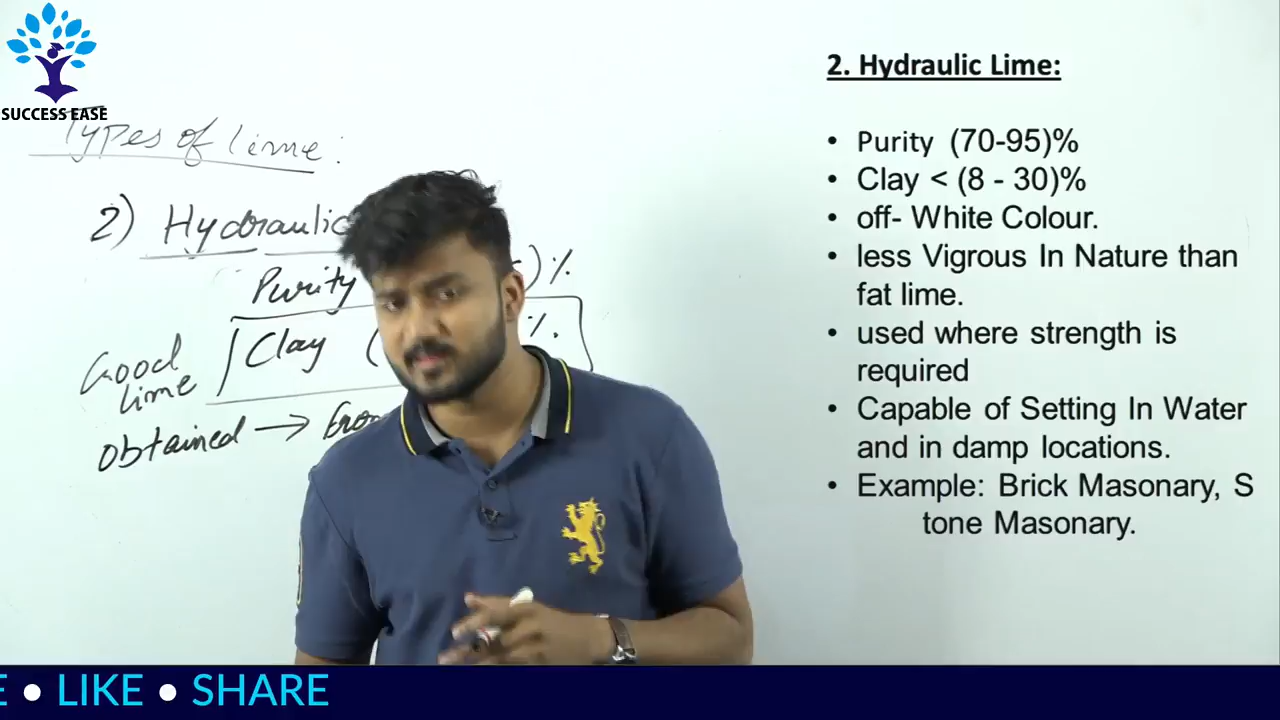 SUCCESS EASE
Types of lime:
2) Hydraulic
Purity )%
Good
lime
Clay ( %.
Obtained →
2. Hydraulic Lime:
• Purity (70-95)%
• Clay < (8 - 30)%
• off- White Colour.
• less Vigrous In Nature than
fat lime.
• used where strength is
required
• Capable of Setting In Water
and in damp locations.
• Example: Brick Masonary, S
tone Masonary.
• LIKE • SHARE